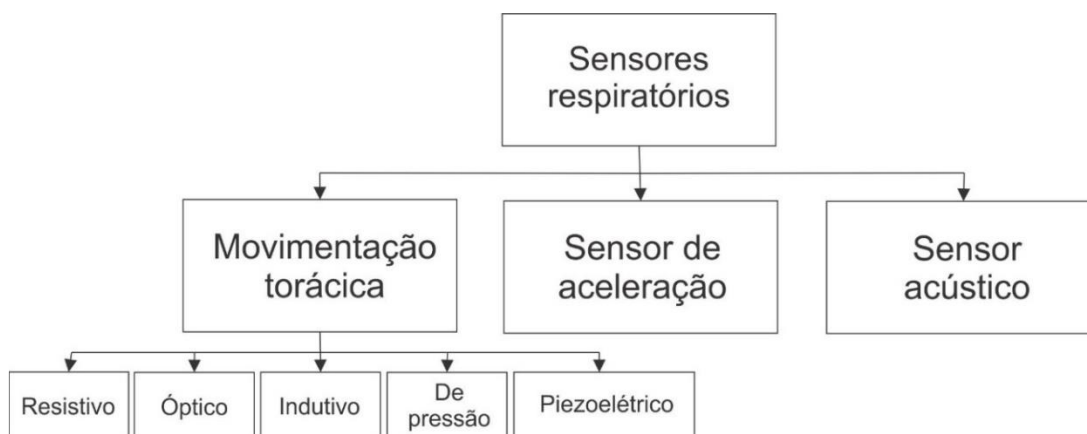 Sensores
respiratórios
Movimentação
torácica
Sensor de
aceleração
Sensor
acústico
Resistivo
Óptico
Indutivo
De
pressão
Piezoelétrico